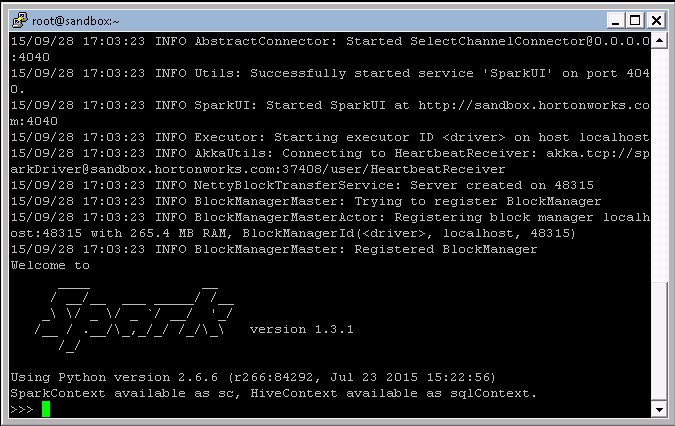 root@sandbox:~
15/09/28 17:03:23 INFO AbstractConnector: Started SelectChannelConnector@0.0.0.0
:4040
15/09/28 17:03:23 INFO Utils: Successfully started service 'SparkUI' on port 404
0.
15/09/28 17:03:23 INFO SparkUI: Started SparkUI at http://sandbox.hortonworks.co
m:4040
15/09/28 17:03:23 INFO Executor: Starting executor ID <driver> on host localhost
15/09/28 17:03:23 INFO AkkaUtils: Connecting to HeartbeatReceiver: akka.tcp://sp
arkDriver@sandbox.hortonworks.com:37408/user/HeartbeatReceiver
15/09/28 17:03:23 INFO NettyBlockTransferService: Server created on 48315
15/09/28 17:03:23 INFO BlockManagerMaster: Trying to register BlockManager
15/09/28 17:03:23 INFO BlockManagerMasterActor: Registering block manager localh
ost:48315 with 265.4 MB RAM, BlockManagerId(<driver>, localhost, 48315)
15/09/28 17:03:23 INFO BlockManagerMaster: Registered BlockManager
Welcome to
      ____              __
     / __/__  ___ _____/ /__
    _\ \/ _ \/ _ `/ __/  '_/
   /__ / .__/\_,_/_/ /_/\_\   version 1.3.1
      /_/
Using Python version 2.6.6 (r266:84292, Jul 23 2015 15:22:56)
SparkContext available as sc, HiveContext available as sqlContext.
>>>